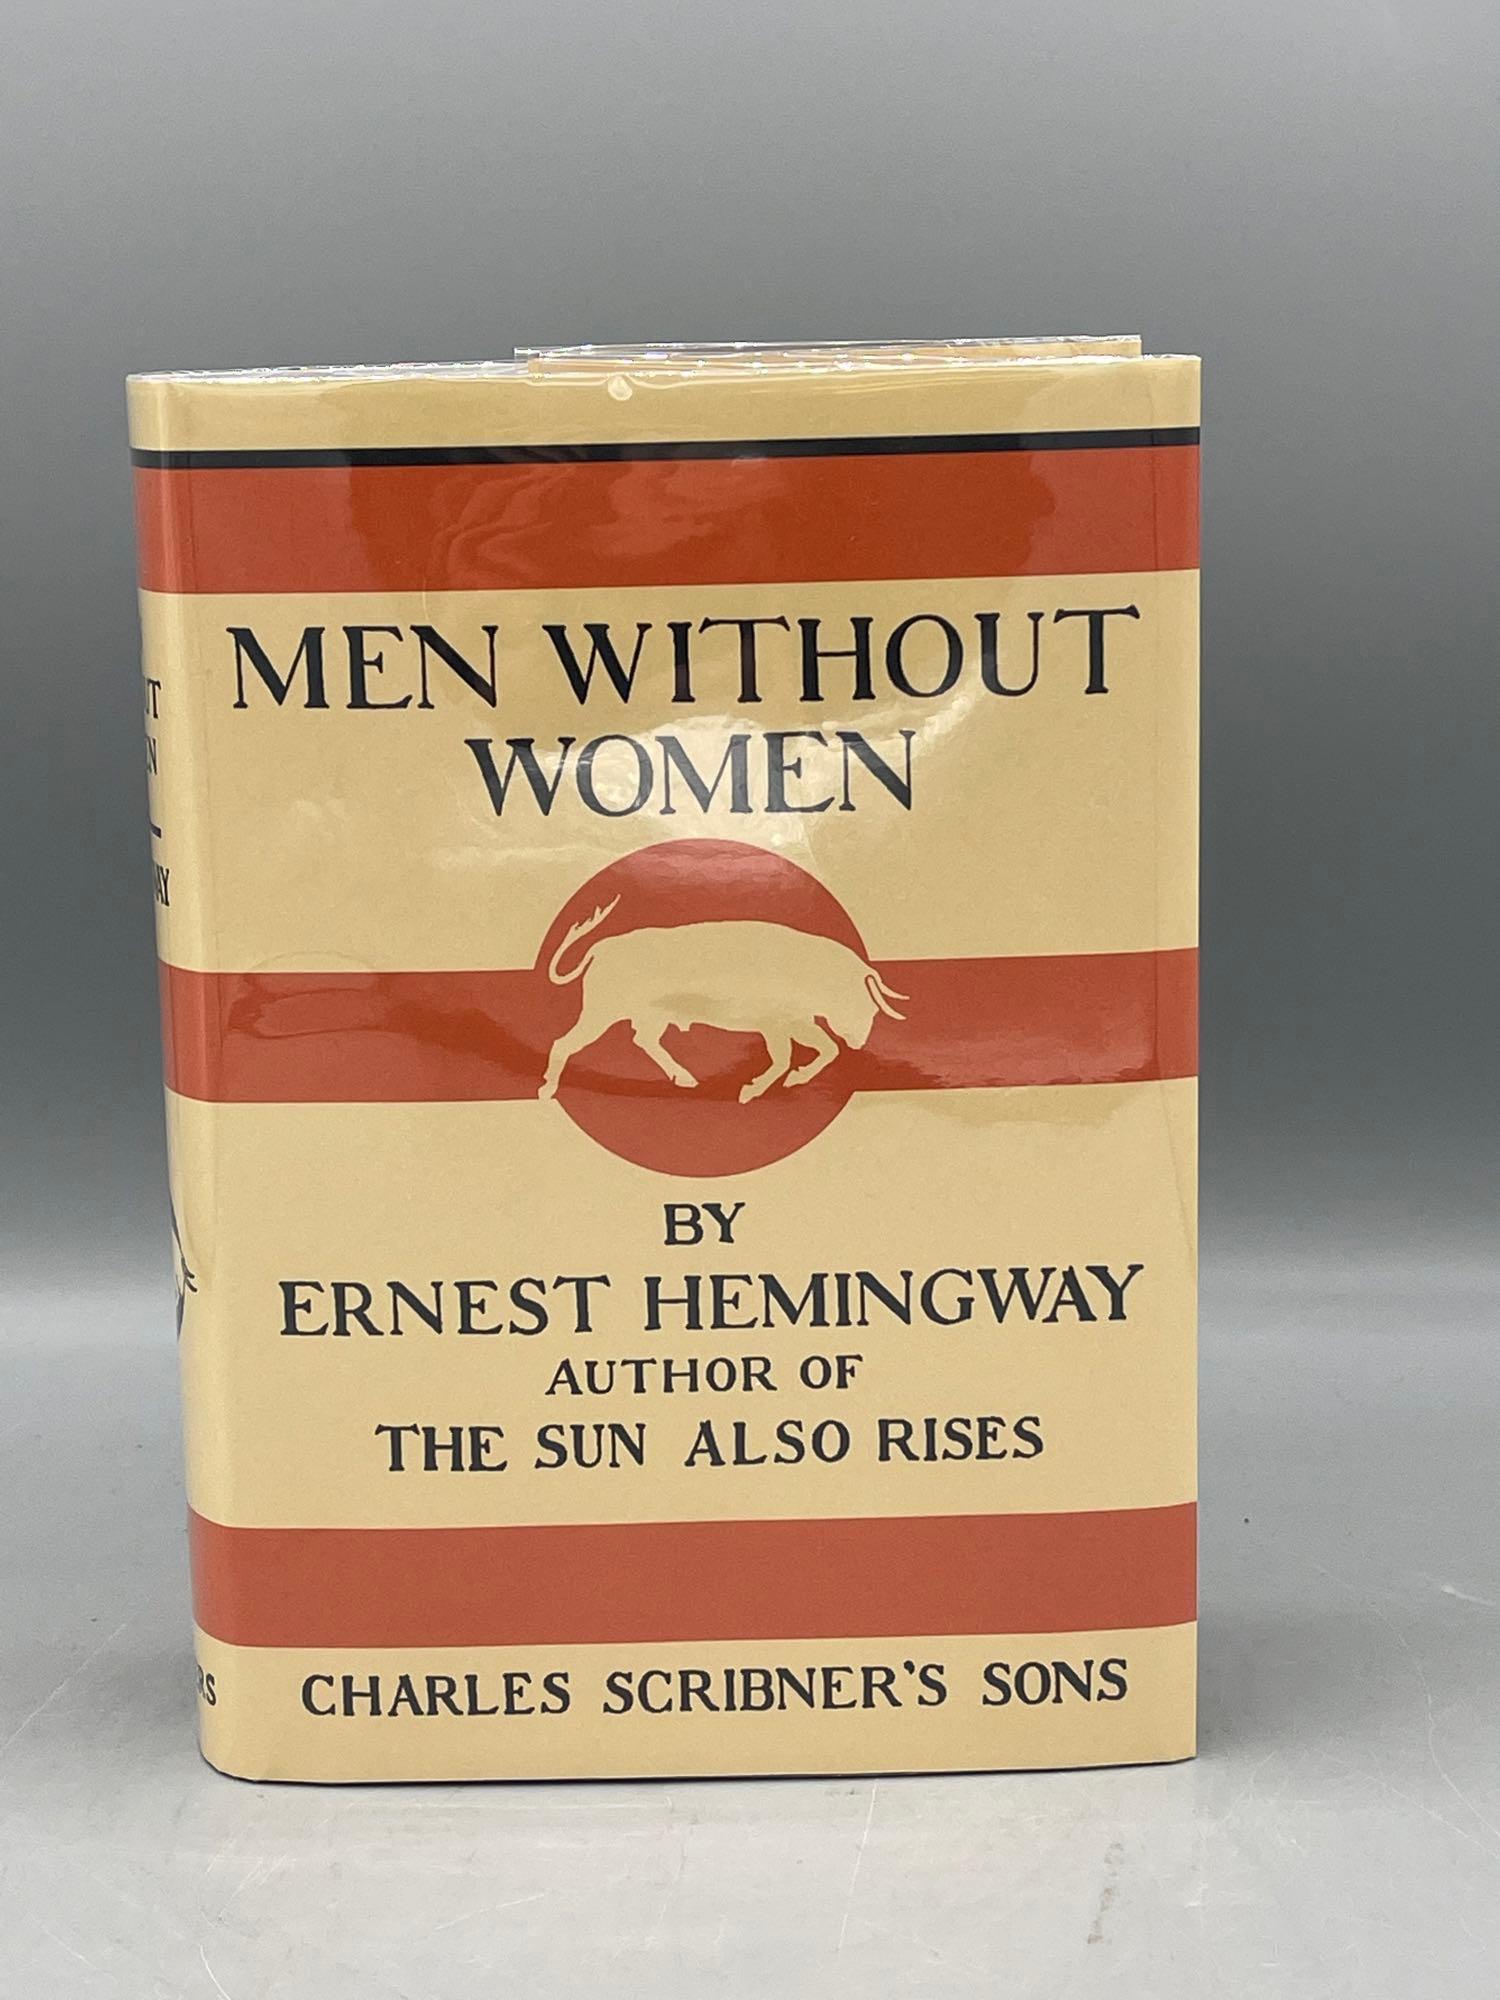 MEN WITHOUT
WOMEN
BY
ERNEST HEMINGWAY
AUTHOR OF
THE SUN ALSO RISES
CHARLES SCRIBNER'S SONS